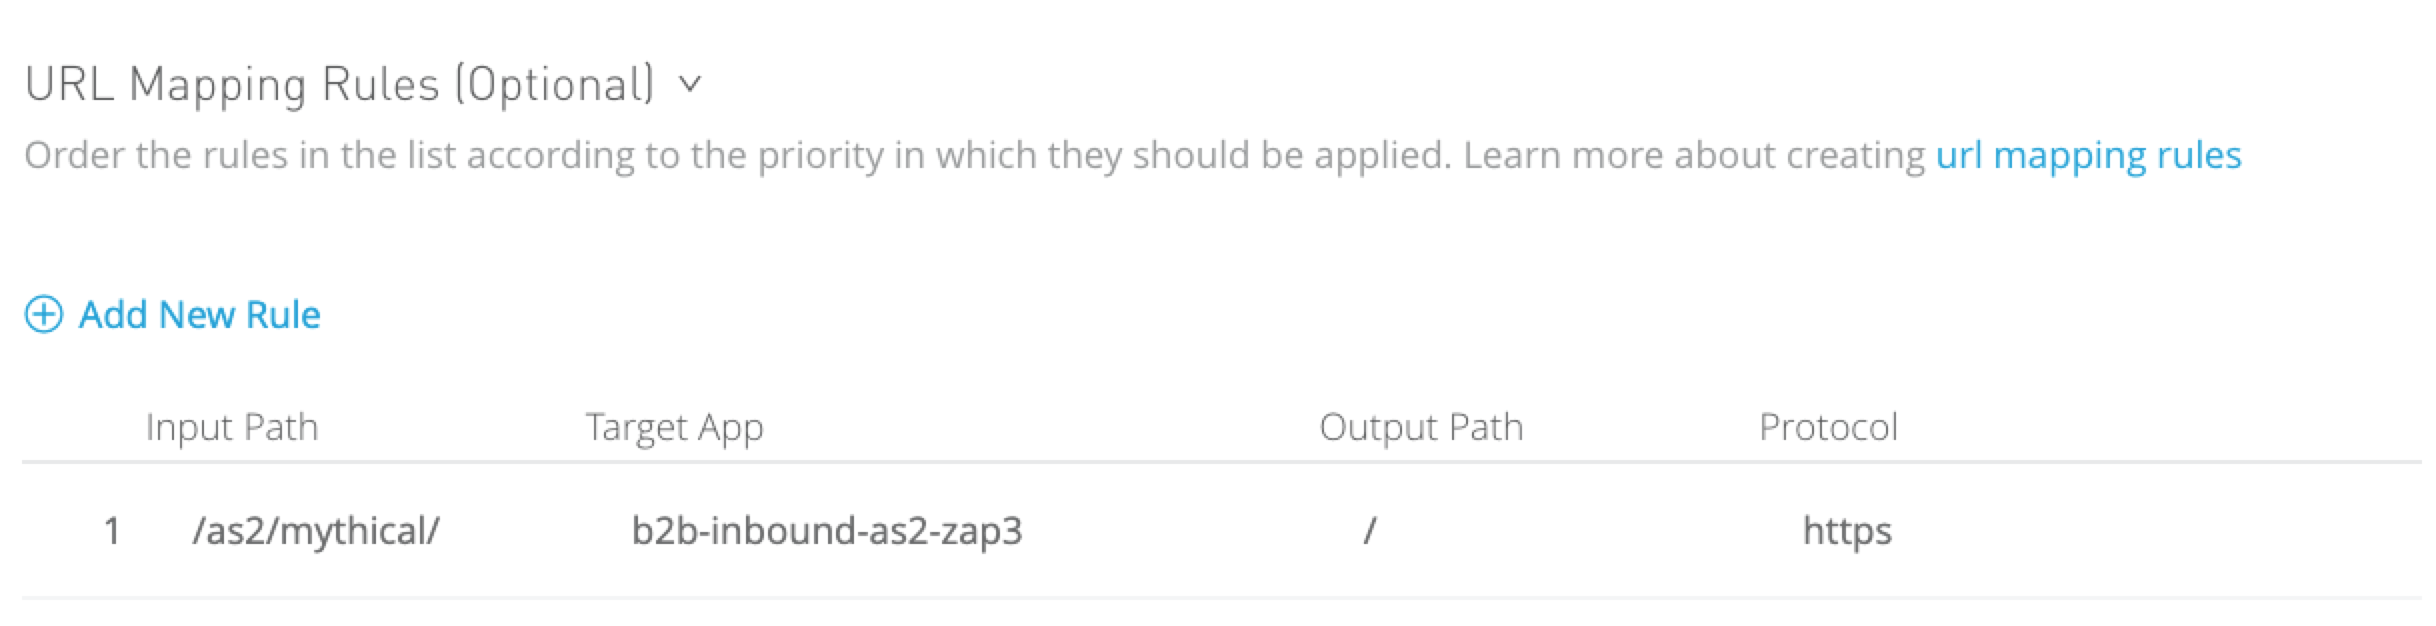 URL Mapping Rules (Optional)
Order the rules in the list according to the priority in which they should be applied. Learn more about creating url mapping rules
Add New Rule
Input Path Target App Output Path Protocol
1 /as2/mythical/ b2b-inbound-as2-zap3 / https